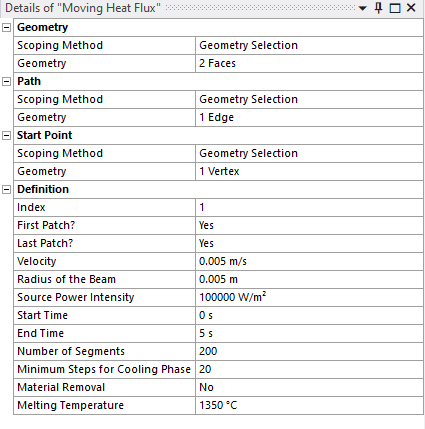 Details of "Moving Heat Flux"
Geometry
Scoping Method Geometry Selection
Geometry 2 Faces
Path
Scoping Method Geometry Selection
Geometry 1 Edge
Start Point
Scoping Method Geometry Selection
Geometry 1 Vertex
Definition
Index 1
First Patch? Yes
Last Patch? Yes
Velocity 0.005 m/s
Radius of the Beam 0.005 m
Source Power Intensity 100000 W/m²
Start Time 0 s
End Time 5 s
Number of Segments 200
Minimum Steps for Cooling Phase 20
Material Removal No
Melting Temperature 1350 °C